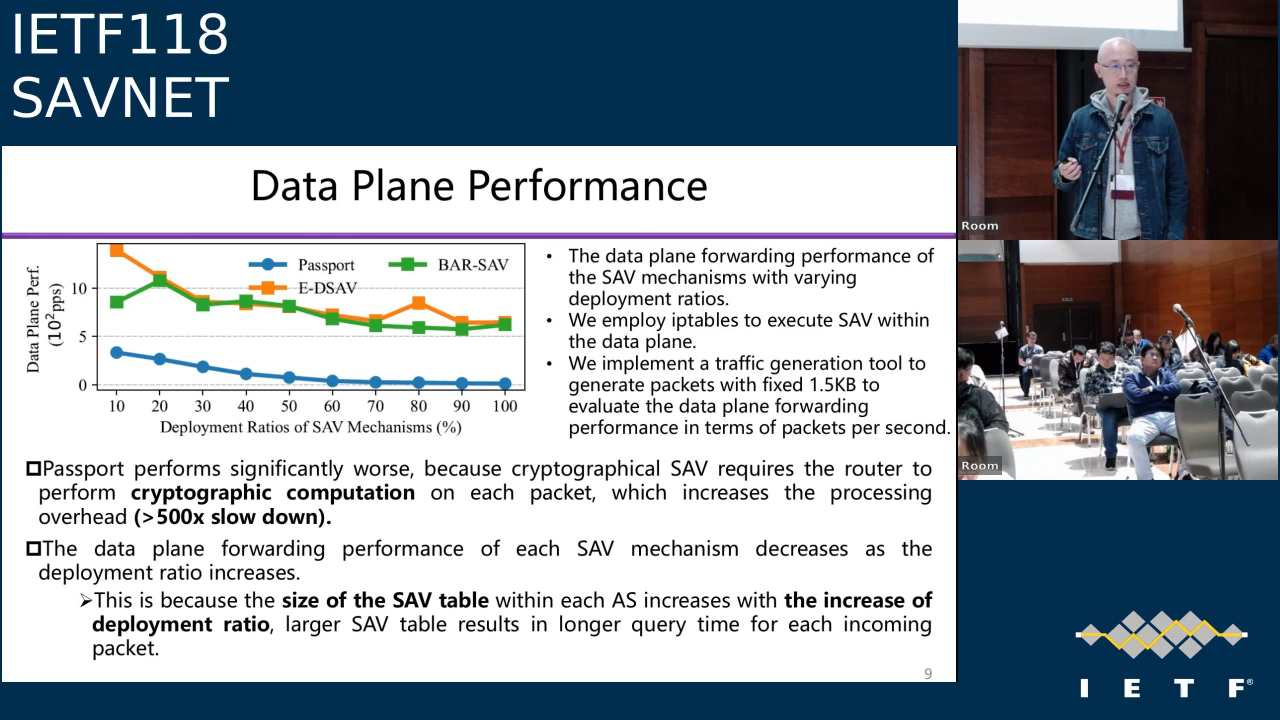 IETF118
SAVNET
Data Plane Performance
Data Plane Perf.
(10²pps)
10
5
0
Passport
BAR-SAV
E-DSAV
10 20 30 40 50 60 70 80 90 100
Deployment Ratios of SAV Mechanisms (%)
• The data plane forwarding performance of
the SAV mechanisms with varying
deployment ratios.
• We employ iptables to execute SAV within
the data plane.
• We implement a traffic generation tool to
generate packets with fixed 1.5KB to
evaluate the data plane forwarding
performance in terms of packets per second.
Passport performs significantly worse, because cryptographical SAV requires the router to
perform cryptographic computation on each packet, which increases the processing
overhead (>500x slow down).
The data plane forwarding performance of each SAV mechanism decreases as the
deployment ratio increases.
➢This is because the size of the SAV table within each AS increases with the increase of
deployment ratio, larger SAV table results in longer query time for each incoming
packet.
9
Room
Room
I E T F®